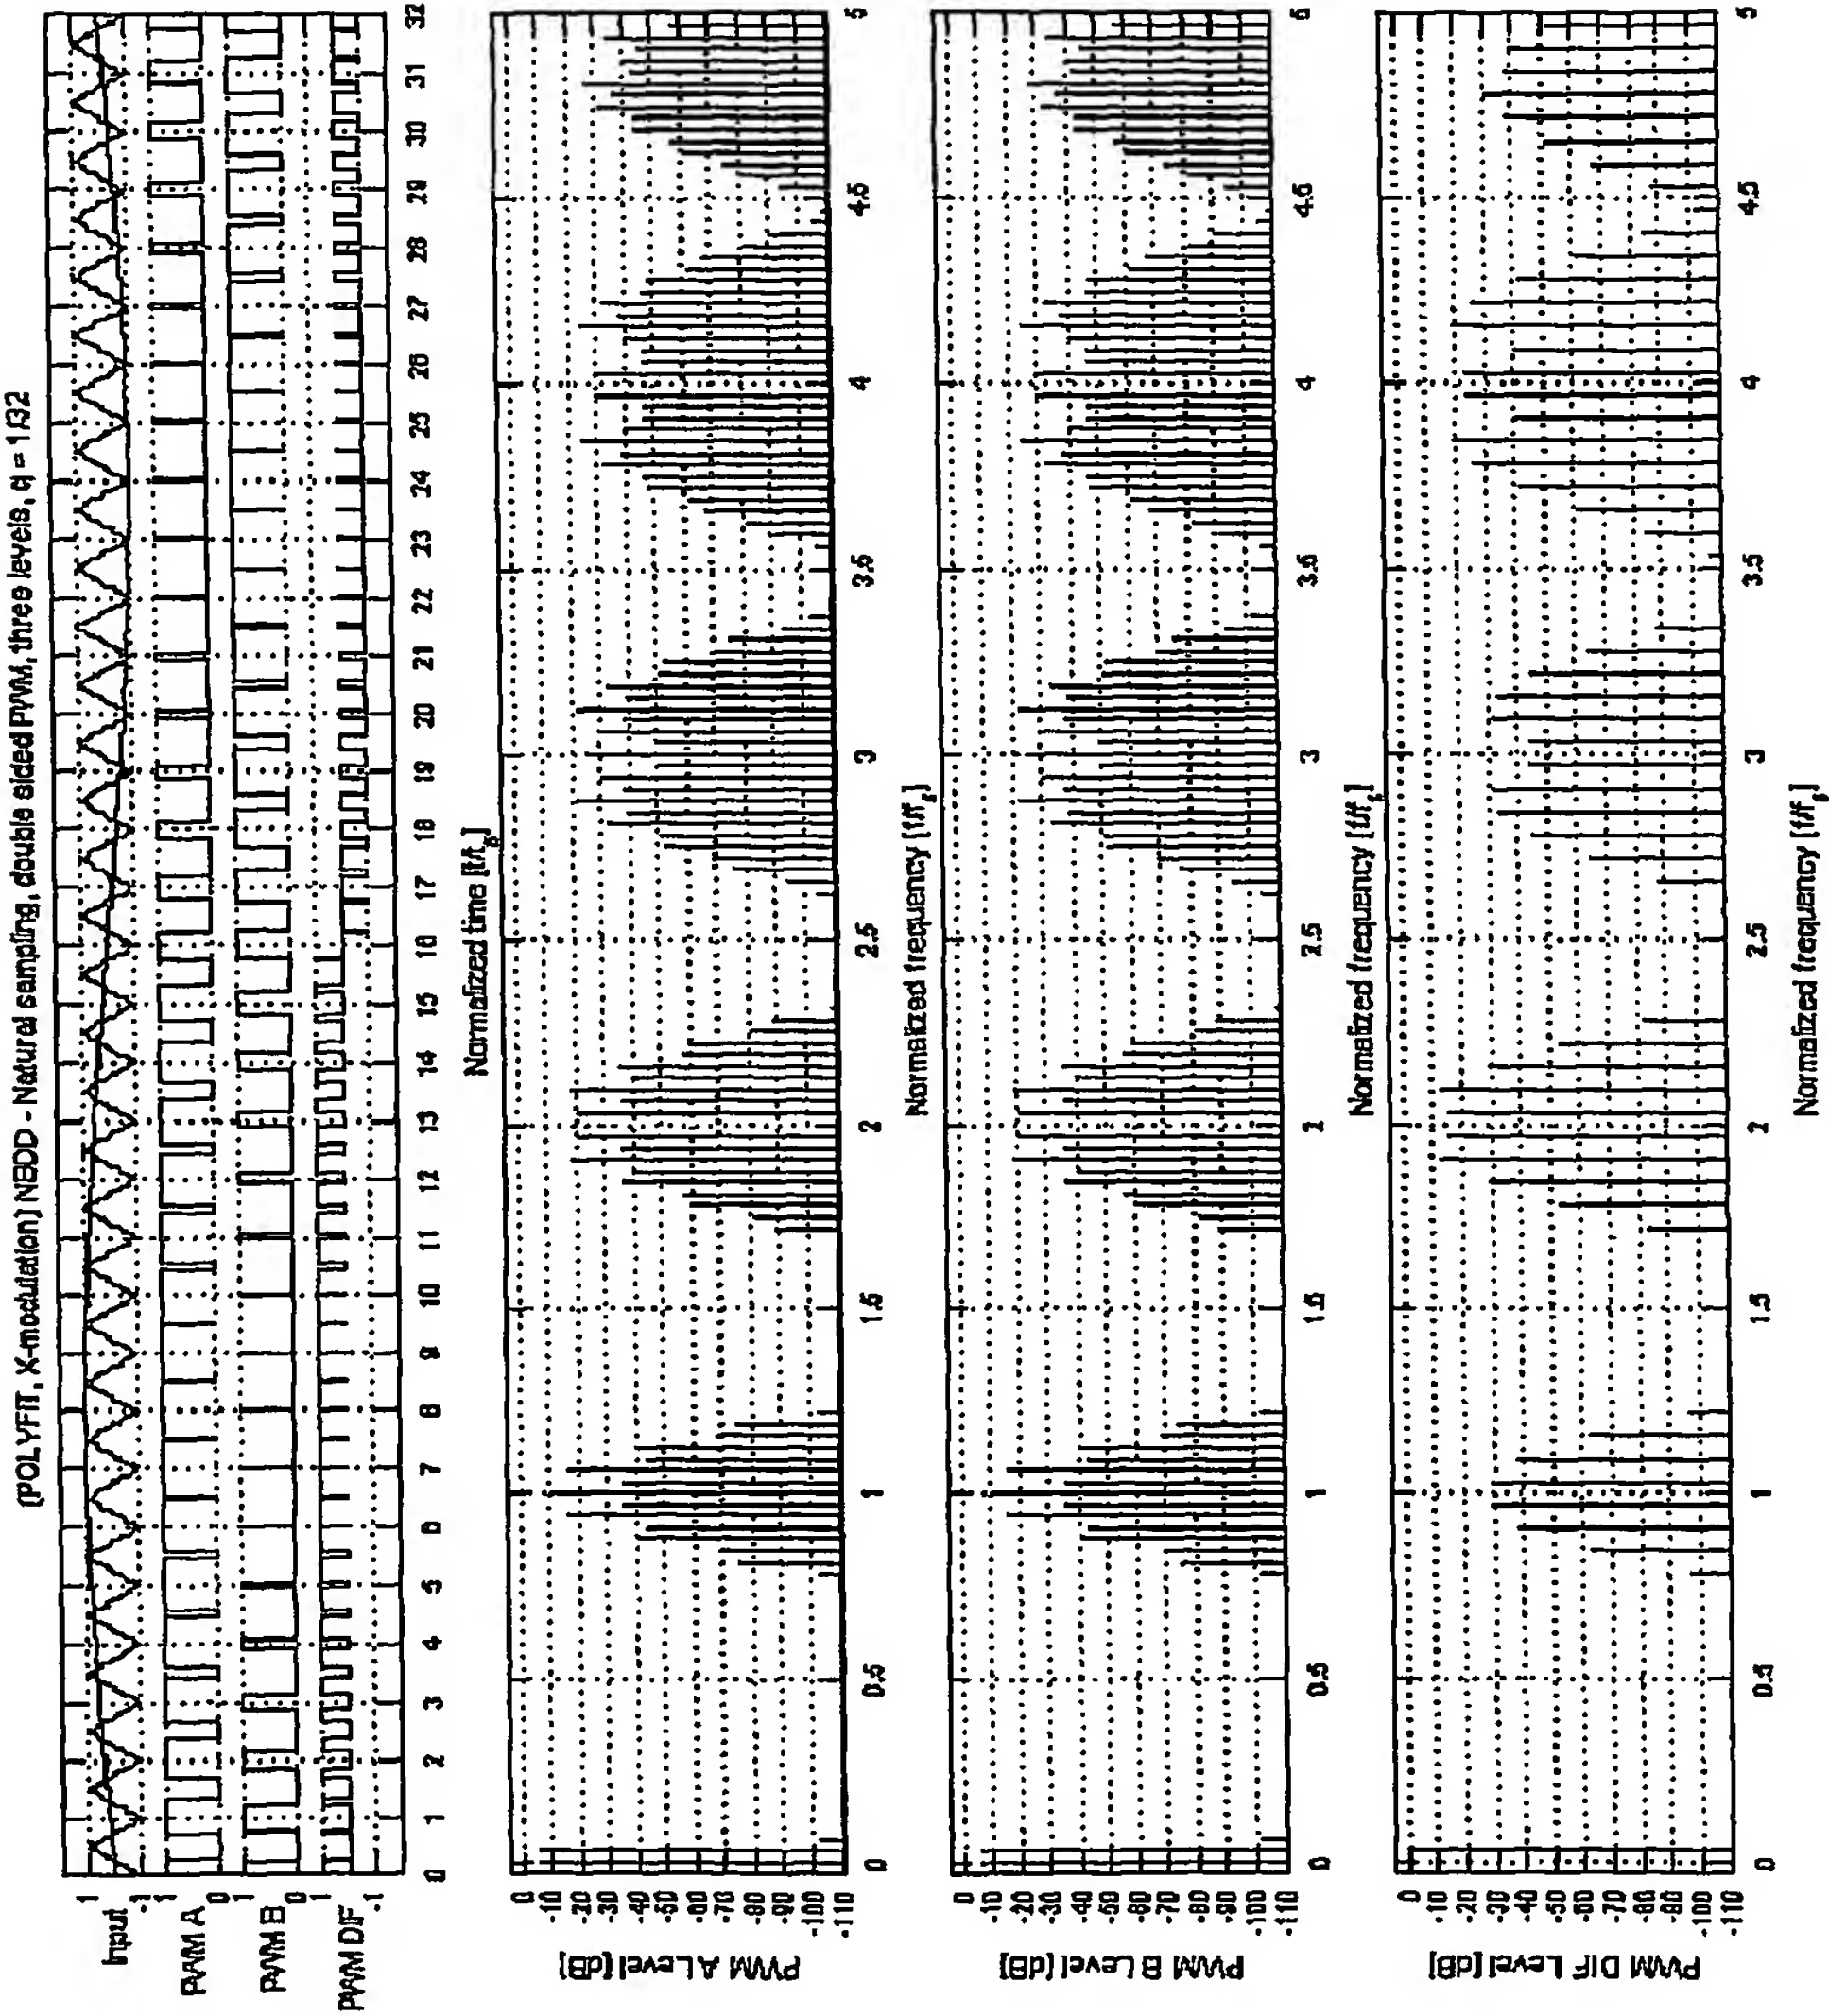 (POLYFIT, X-modulation) NBDD - Natural sampling, double sided PWM, three levels, q = 1/32
1
Input
-1
1
PWM A
0
1
PWM B
0
1
PWM DIF
-1
0 1 2 3 4 5 6 7 8 9 10 11 12 13 14 15 16 17 18 19 20 21 22 23 24 25 26 27 28 29 30 31 32
Normalized time [t/ts]
PWM A Level [dB]
0
-10
-20
-30
-40
-50
-60
-70
-80
-90
-100
-110
0 0.5 1 1.5 2 2.5 3 3.5 4 4.5 5
Normalized frequency [f/fs]
PWM B Level [dB]
0
-10
-20
-30
-40
-50
-60
-70
-80
-90
-100
-110
0 0.5 1 1.5 2 2.5 3 3.5 4 4.5 5
Normalized frequency [f/fs]
PWM DIF Level [dB]
0
-10
-20
-30
-40
-50
-60
-70
-80
-90
-100
-110
0 0.5 1 1.5 2 2.5 3 3.5 4 4.5 5
Normalized frequency [f/fs]